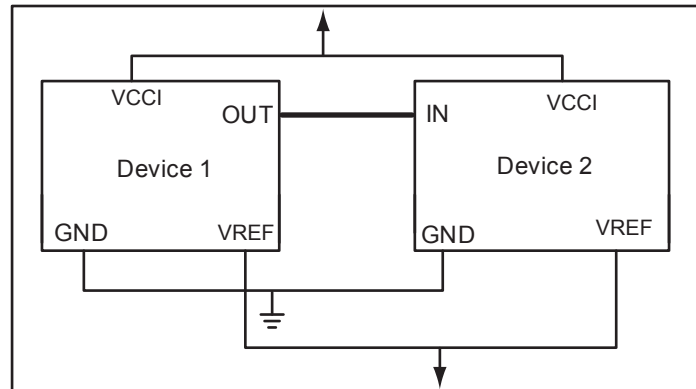 VCCI
VCCI
OUT
IN
Device 1
Device 2
GND
VREF
GND
VREF